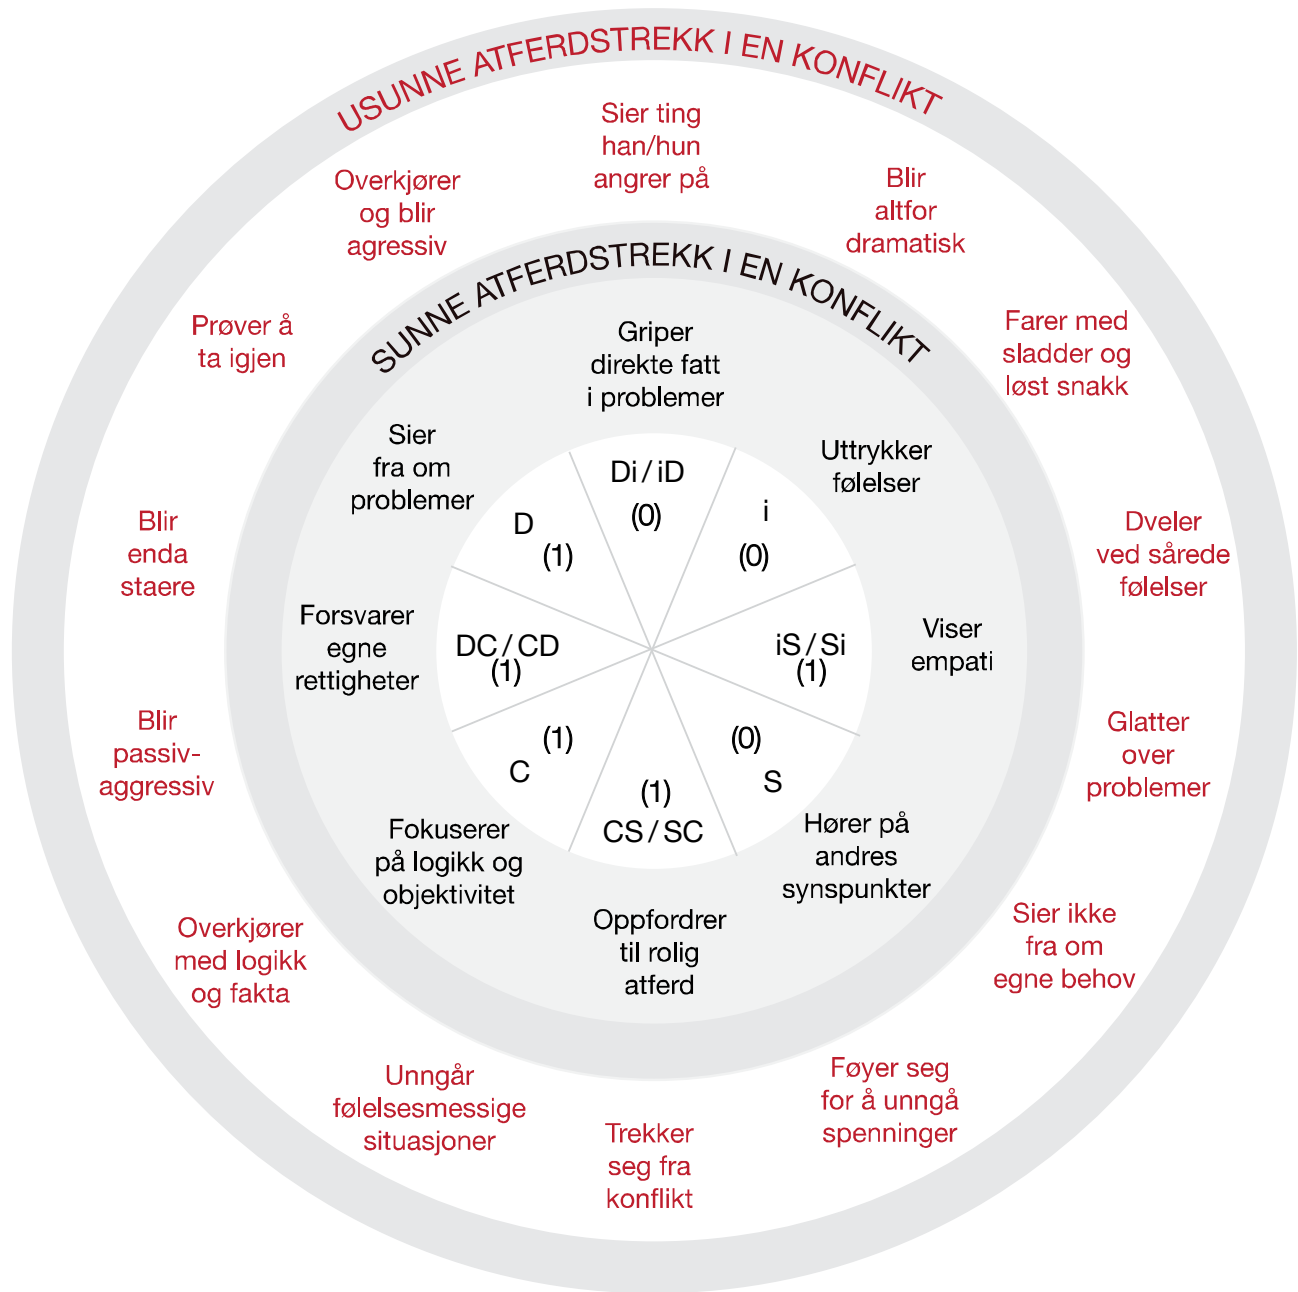 USUNNE ATFERDSTREKK I EN KONFLIKT
Sier ting
han/hun
angrer på
Blir
altfor
dramatisk
Farer med
sladder og
løst snakk
Dveler
ved sårede
følelser
Glatter
over
problemer
Sier ikke
fra om
egne behov
Føyer seg
for å unngå
spenninger
Trekker
seg fra
konflikt
Unngår
følelsesmessige
situasjoner
Overkjører
med logikk
og fakta
Blir
passiv-
aggressiv
Blir
enda
staere
Prøver å
ta igjen
Overkjører
og blir
agressiv
SUNNE ATFERDSTREKK I EN KONFLIKT
Griper
direkte fatt
i problemer
Uttrykker
følelser
Viser
empati
Hører på
andres
synspunkter
Oppfordrer
til rolig
atferd
Fokuserer
på logikk og
objektivitet
Forsvarer
egne
rettigheter
Sier
fra om
problemer
Di / iD
(0)
i
(0)
iS / Si
(1)
(0)
S
(1)
CS / SC
(1)
C
DC / CD
(1)
D
(1)